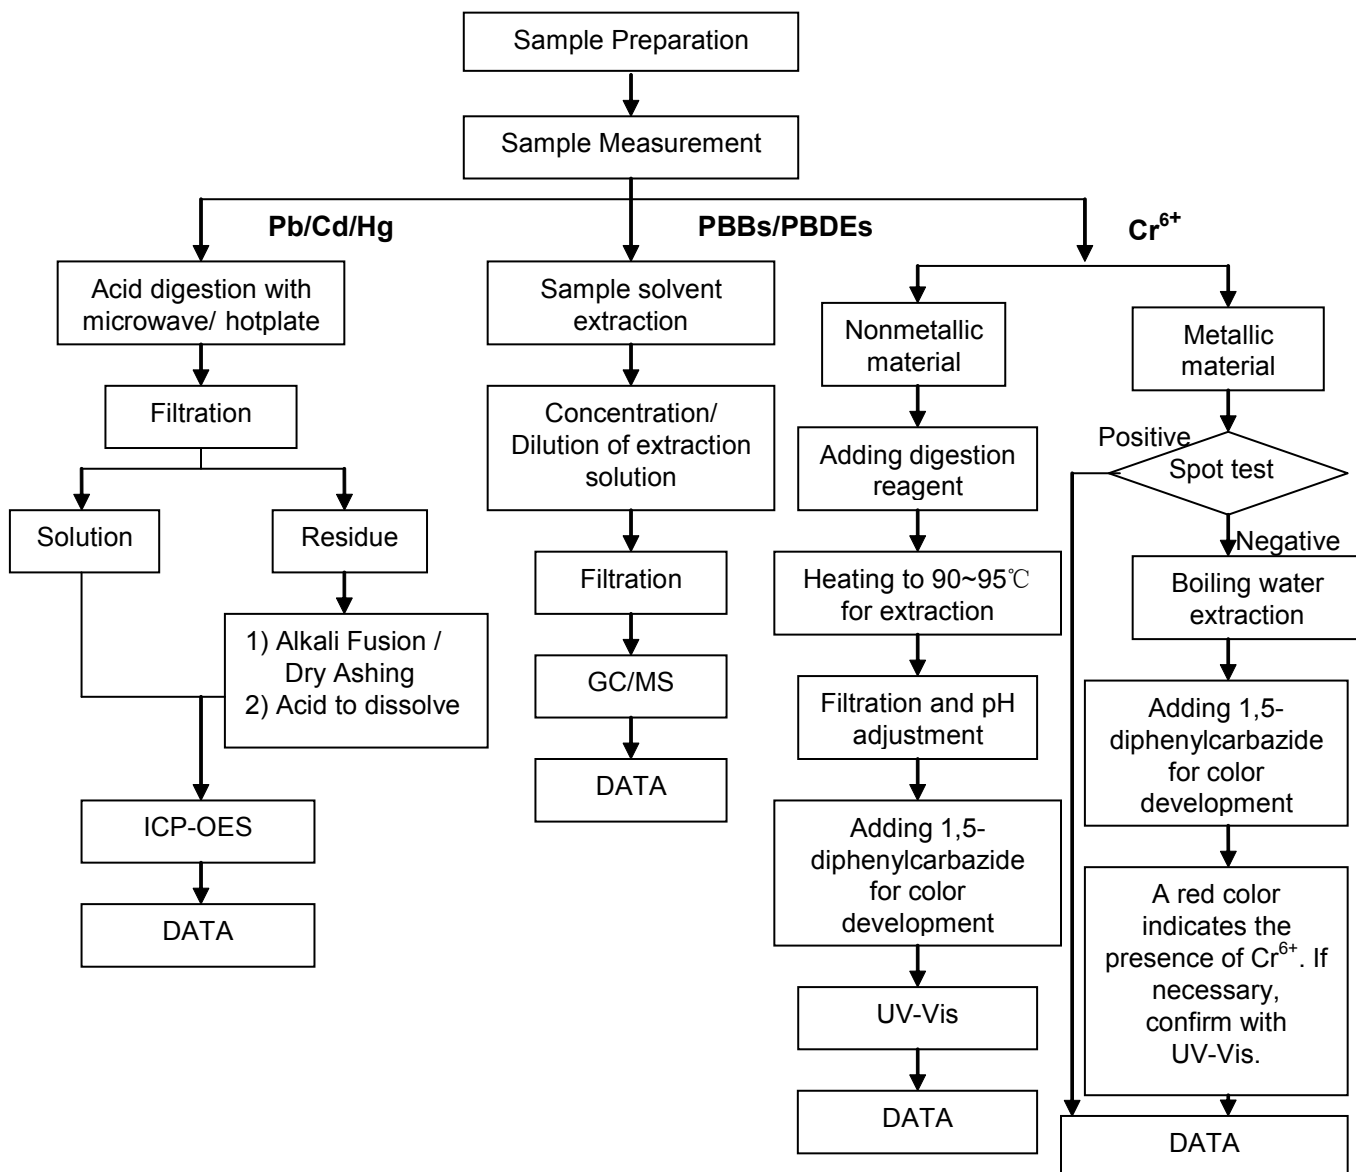 Sample Preparation
Sample Measurement
Pb/Cd/Hg
PBBs/PBDEs
Cr⁶⁺
Acid digestion with
microwave/ hotplate
Filtration
Solution
Residue
1) Alkali Fusion /
Dry Ashing
2) Acid to dissolve
ICP-OES
DATA
Sample solvent
extraction
Concentration/
Dilution of extraction
solution
Filtration
GC/MS
DATA
Nonmetallic
material
Adding digestion
reagent
Heating to 90~95℃
for extraction
Filtration and pH
adjustment
Adding 1,5-
diphenylcarbazide
for color
development
UV-Vis
DATA
Metallic
material
Positive
Spot test
Negative
Boiling water
extraction
Adding 1,5-
diphenylcarbazide
for color
development
A red color
indicates the
presence of Cr⁶⁺. If
necessary,
confirm with
UV-Vis.
DATA